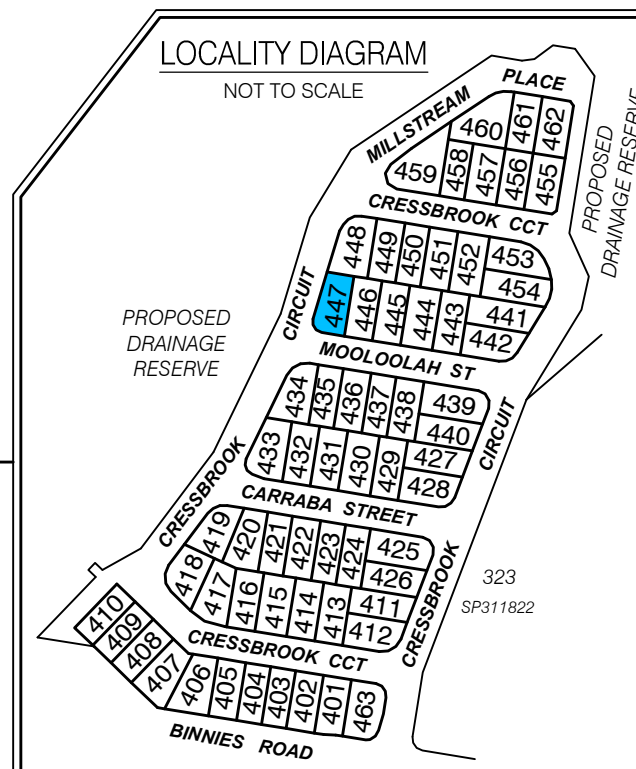 LOCALITY DIAGRAM
NOT TO SCALE
MILLSTREAM PLACE
459 460 461 462
458 457 456 455
CRESSBROOK CCT
PROPOSED
DRAINAGE RESERVE
448 449 450 451 452 453
454
447 446 445 444 443 441
442
CIRCUIT
PROPOSED
DRAINAGE
RESERVE
MOOLOOLAH ST
434 435 436 437 438 439
440
433 432 431 430 429 427
428
CIRCUIT
CRESSBROOK
CARRABA STREET
419 420 421 422 423 424 425
426
418 417 416 415 414 413 411
412
CRESSBROOK
323
SP311822
CRESSBROOK CCT
410 409 408 407 406 405 404 403 402 401 463
BINNIES ROAD